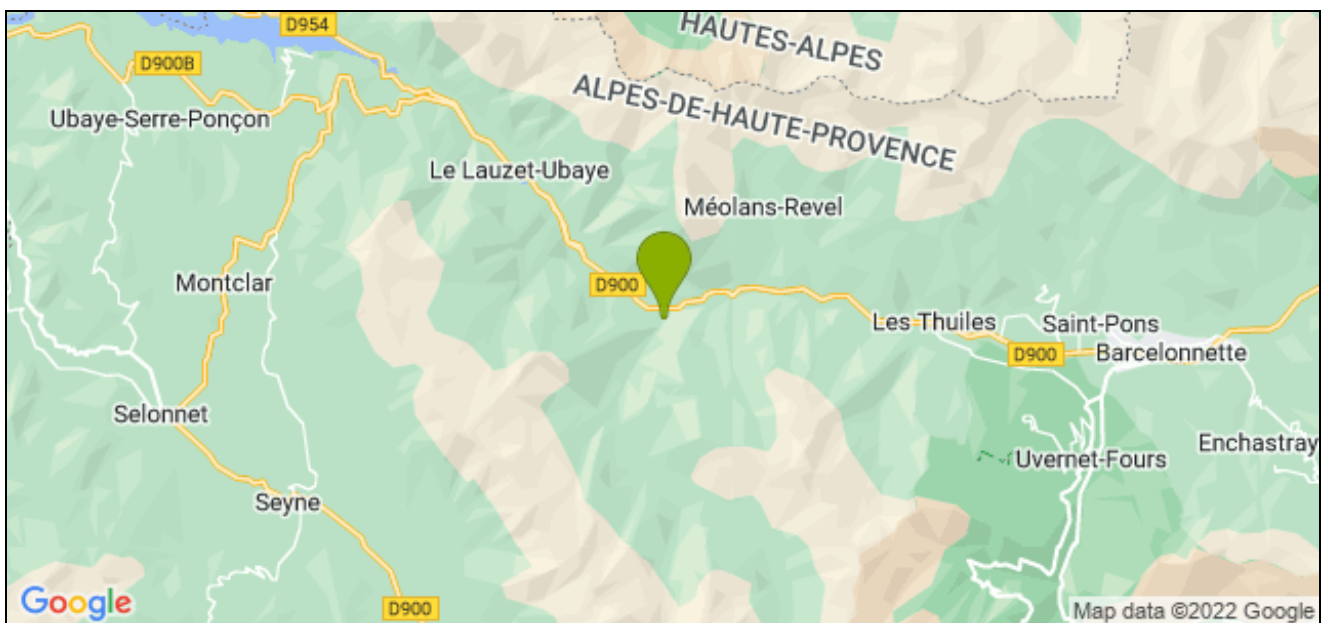 D954
HAUTES-ALPES
D900B
ALPES-DE-HAUTE-PROVENCE
Ubaye-Serre-Ponçon
Le Lauzet-Ubaye
Méolans-Revel
Montclar
D900
Les Thuiles
Saint-Pons
D900
Barcelonnette
Selonnet
Enchastray
Uvernet-Fours
Seyne
Google
D900
Map data ©2022 Google